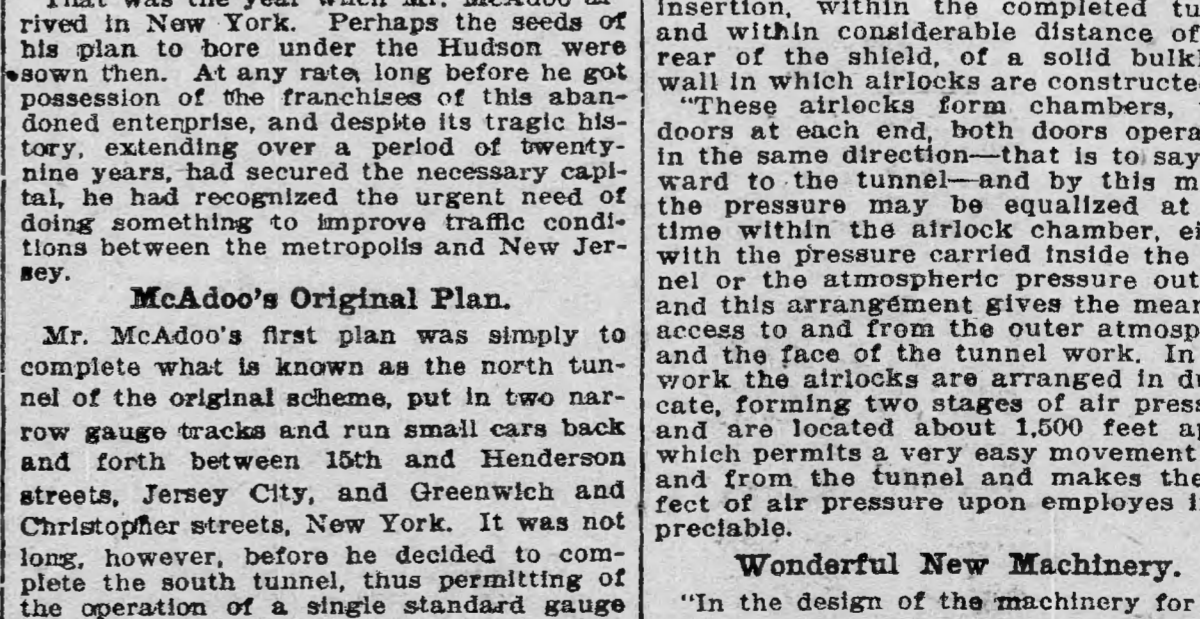 That was the year when Mr. McAdoo ar-
rived in New York. Perhaps the seeds of
his plan to bore under the Hudson were
sown then. At any rate, long before he got
possession of the franchises of this aban-
doned enterprise, and despite its tragic his-
tory, extending over a period of twenty-
nine years, had secured the necessary capi-
tal, he had recognized the urgent need of
doing something to improve traffic condi-
tions between the metropolis and New Jer-
sey.
McAdoo's Original Plan.
Mr. McAdoo's first plan was simply to
complete what is known as the north tun-
nel of the original scheme, put in two nar-
row gauge tracks and run small cars back
and forth between 15th and Henderson
streets, Jersey City, and Greenwich and
Christopher streets, New York. It was not
long, however, before he decided to com-
plete the south tunnel, thus permitting of
the operation of a single standard gauge
insertion, within the completed tu
and within considerable distance of
rear of the shield, of a solid bulk
wall in which airlocks are constructe
"These airlocks form chambers,
doors at each end, both doors opera
in the same direction—that is to say
ward to the tunnel—and by this m
the pressure may be equalized at
time within the airlock chamber, ei
with the pressure carried inside the
nel or the atmospheric pressure out
and this arrangement gives the mean
access to and from the outer atmosp
and the face of the tunnel work. In
work the airlocks are arranged in du
cate, forming two stages of air press
and are located about 1,500 feet ap
which permits a very easy movement
and from the tunnel and makes the
fect of air pressure upon employes i
preciable.
Wonderful New Machinery.
"In the design of the machinery for